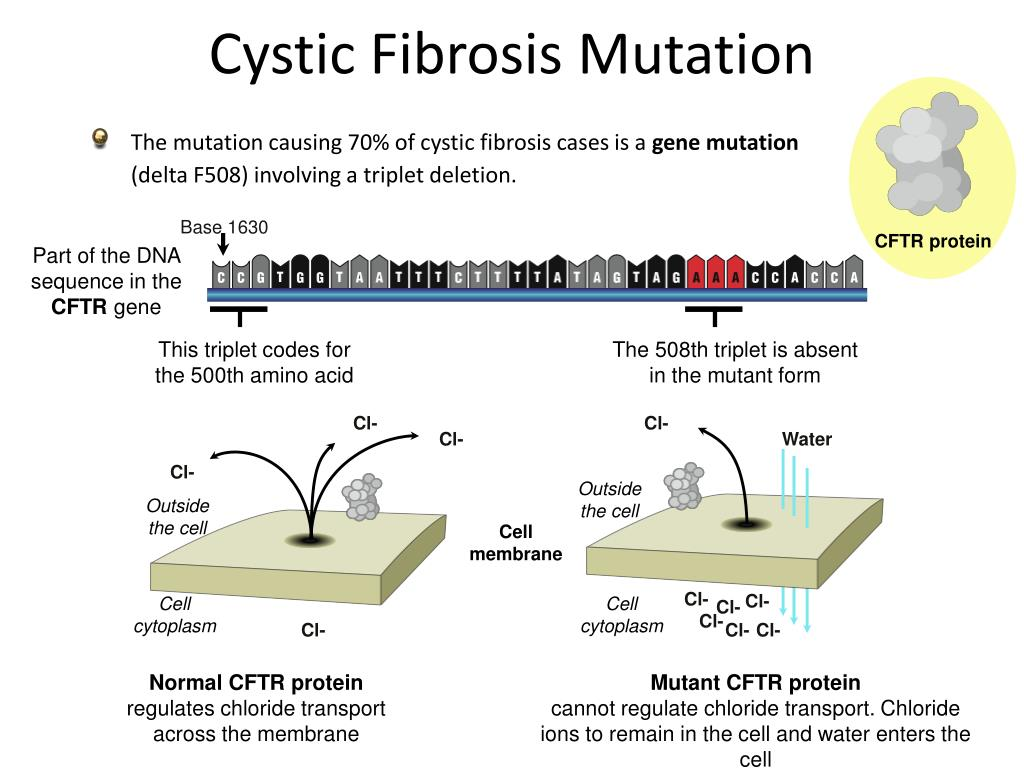 Cystic Fibrosis Mutation
The mutation causing 70% of cystic fibrosis cases is a gene mutation
(delta F508) involving a triplet deletion.
CFTR protein
Base 1630
Part of the DNA
sequence in the
CFTR gene
C C G T G G T A A T T T C T T T T A T A G T A G A A A C C A C C A
This triplet codes for
the 500th amino acid
The 508th triplet is absent
in the mutant form
Cl-
Cl-
Cl-
Outside
the cell
Cell
cytoplasm
Cl-
Cell
membrane
Cl-
Water
Outside
the cell
Cell
cytoplasm
Cl- Cl- Cl-
Cl- Cl- Cl-
Normal CFTR protein
regulates chloride transport
across the membrane
Mutant CFTR protein
cannot regulate chloride transport. Chloride
ions to remain in the cell and water enters the
cell